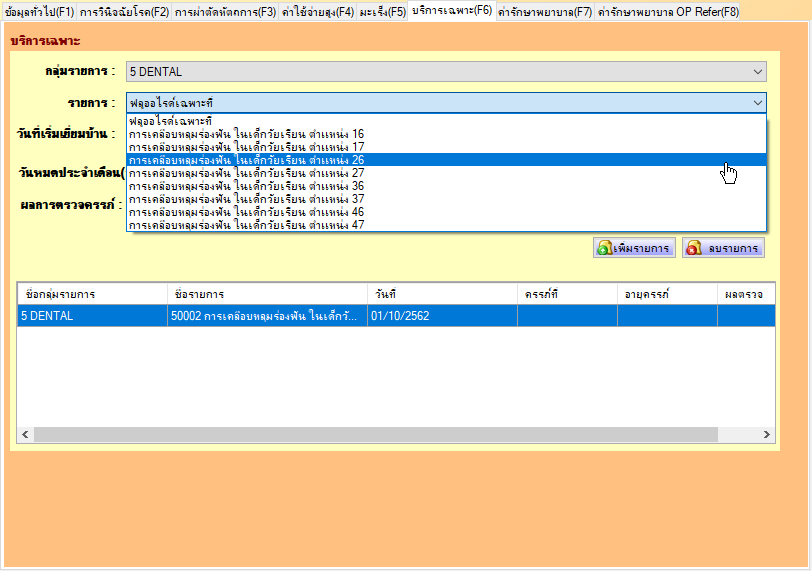 ข้อมูลทั่วไป(F1) การวินิจฉัยโรค(F2) การผ่าตัดหัตถการ(F3) ค่าใช้จ่ายสูง(F4) มะเร็ง(F5) บริการเฉพาะ(F6) ค่ารักษาพยาบาล(F7) ค่ารักษาพยาบาล OP Refer(F8)
บริการเฉพาะ
กลุ่มรายการ : 5 DENTAL
รายการ : ฟลูออไรด์เฉพาะที่
ฟลูออไรด์เฉพาะที่
วันที่เริ่มเยี่ยมบ้าน : การเคลือบหลุมร่องฟัน ในเด็กวัยเรียน ตำแหน่ง 16
การเคลือบหลุมร่องฟัน ในเด็กวัยเรียน ตำแหน่ง 17
การเคลือบหลุมร่องฟัน ในเด็กวัยเรียน ตำแหน่ง 26
วันหมดประจำเดือน( การเคลือบหลุมร่องฟัน ในเด็กวัยเรียน ตำแหน่ง 27
การเคลือบหลุมร่องฟัน ในเด็กวัยเรียน ตำแหน่ง 36
ผลการตรวจครรภ์ : การเคลือบหลุมร่องฟัน ในเด็กวัยเรียน ตำแหน่ง 37
การเคลือบหลุมร่องฟัน ในเด็กวัยเรียน ตำแหน่ง 46
การเคลือบหลุมร่องฟัน ในเด็กวัยเรียน ตำแหน่ง 47
เพิ่มรายการ ลบรายการ
ชื่อกลุ่มรายการ ชื่อรายการ วันที่ ครรภ์ที่ อายุครรภ์ ผลตรวจ
5 DENTAL 50002 การเคลือบหลุมร่องฟัน ในเด็กวั... 01/10/2562